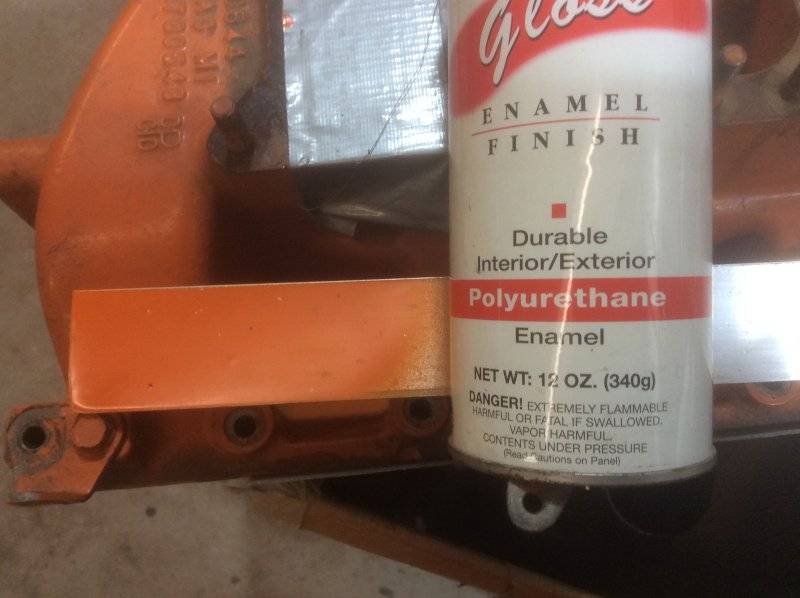 Gloss
ENAMEL
FINISH
Durable
Interior/Exterior
Polyurethane
Enamel
NET WT: 12 OZ. (340g)
DANGER! EXTREMELY FLAMMABLE
HARMFUL OR FATAL IF SWALLOWED.
VAPOR HARMFUL.
CONTENTS UNDER PRESSURE
(Read Cautions on Panel)